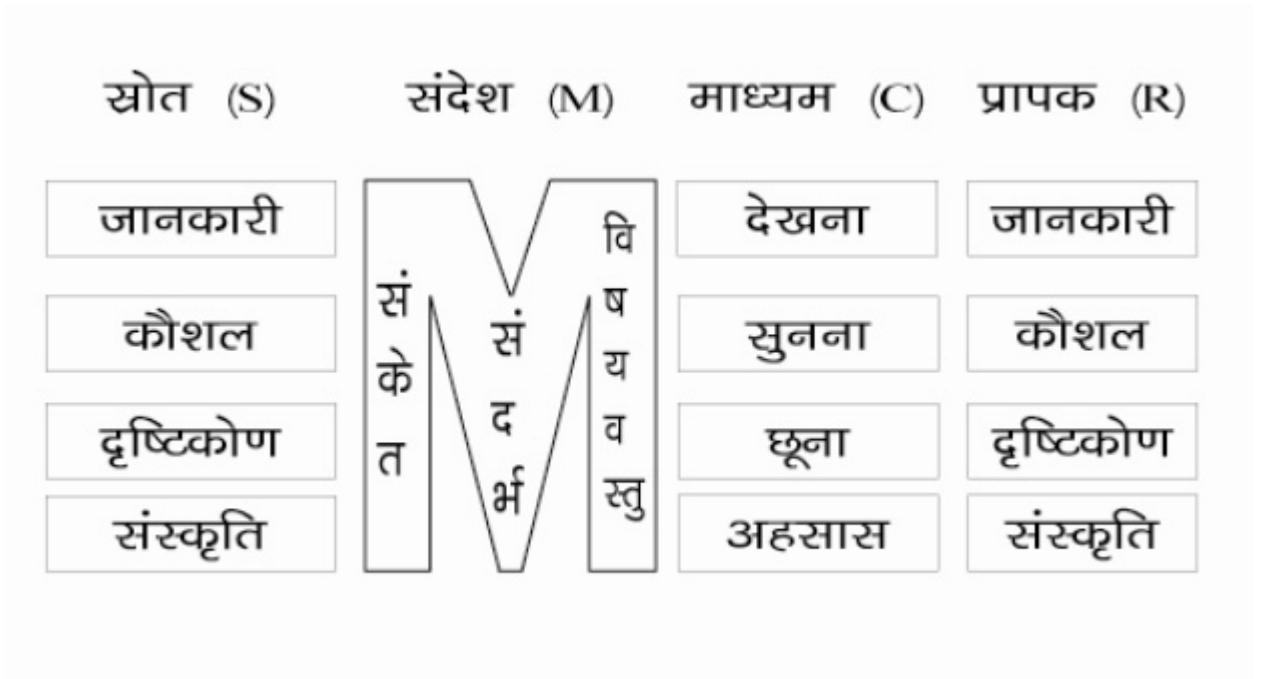 स्रोत (S) संदेश (M) माध्यम (C) प्रापक (R)
जानकारी
कौशल
दृष्टिकोण
संस्कृति
संकेत
संदर्भ
विषयवस्तु
देखना
सुनना
छूना
अहसास
जानकारी
कौशल
दृष्टिकोण
संस्कृति